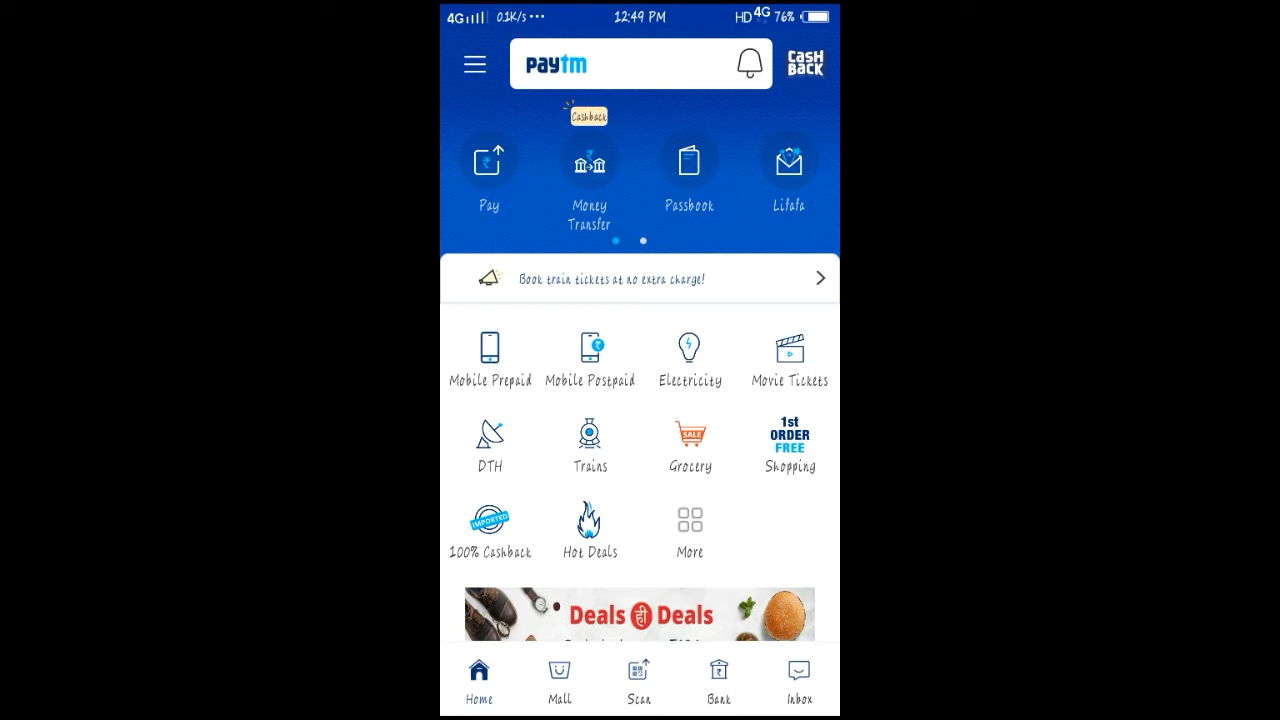 4G 0.1K/s ··· 12:49 PM HD 4G 76%
paytm CASH BACK
Cashback
Pay Money Transfer Passbook Lifafa
Book train tickets at no extra charge!
Mobile Prepaid Mobile Postpaid Electricity Movie Tickets
SALE 1st ORDER FREE
DTH Trains Grocery Shopping
IMPORTED
100% Cashback Hot Deals More
Deals ही Deals
Home Mall Scan Bank Inbox